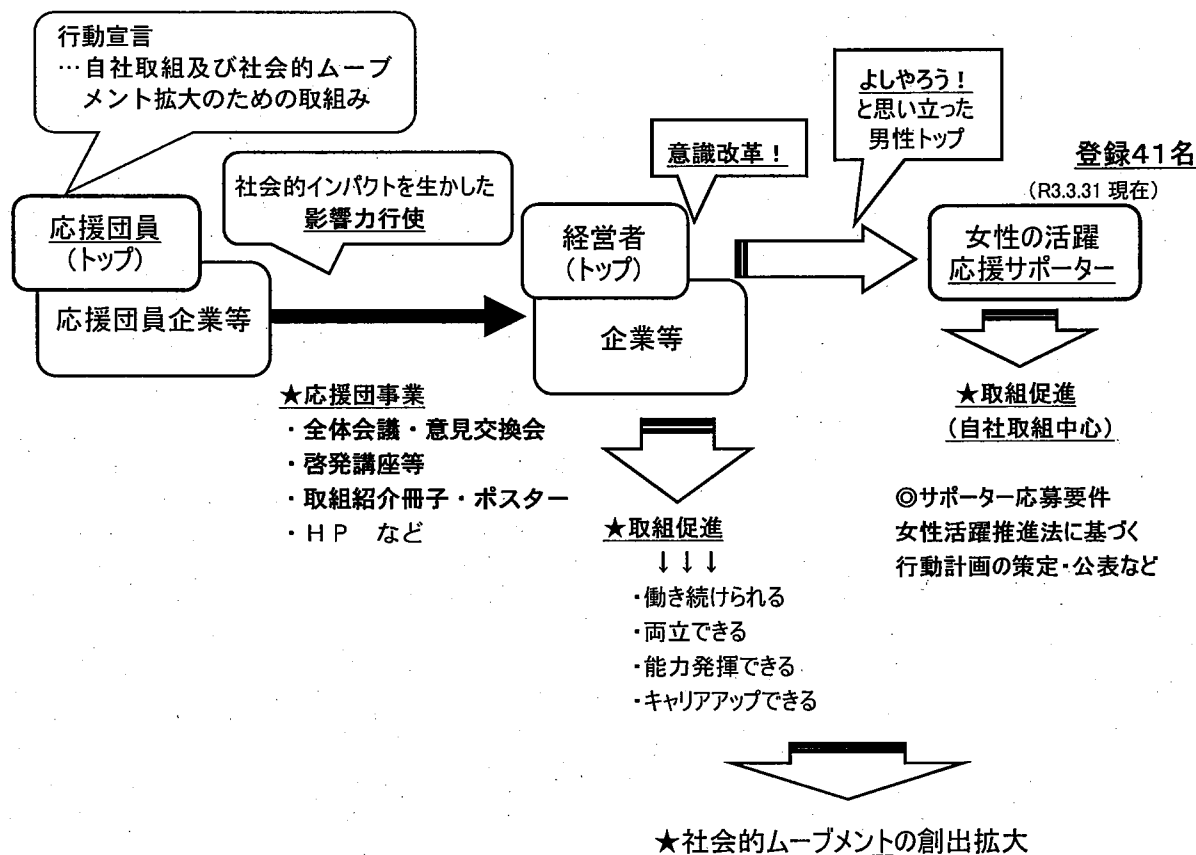 行動宣言
…自社取組及び社会的ムーブ
メント拡大のための取組み
応援団員
(トップ)
応援団員企業等
社会的インパクトを生かした
影響力行使
経営者
(トップ)
企業等
意識改革！
よしやろう！
と思い立った
男性トップ
登録41名
(R3.3.31 現在)
女性の活躍
応援サポーター
★応援団事業
・全体会議・意見交換会
・啓発講座等
・取組紹介冊子・ポスター
・ＨＰ　など
★取組促進
↓ ↓ ↓
・働き続けられる
・両立できる
・能力発揮できる
・キャリアアップできる
★取組促進
(自社取組中心)
◎サポーター応募要件
女性活躍推進法に基づく
行動計画の策定・公表など
★社会的ムーブメントの創出拡大